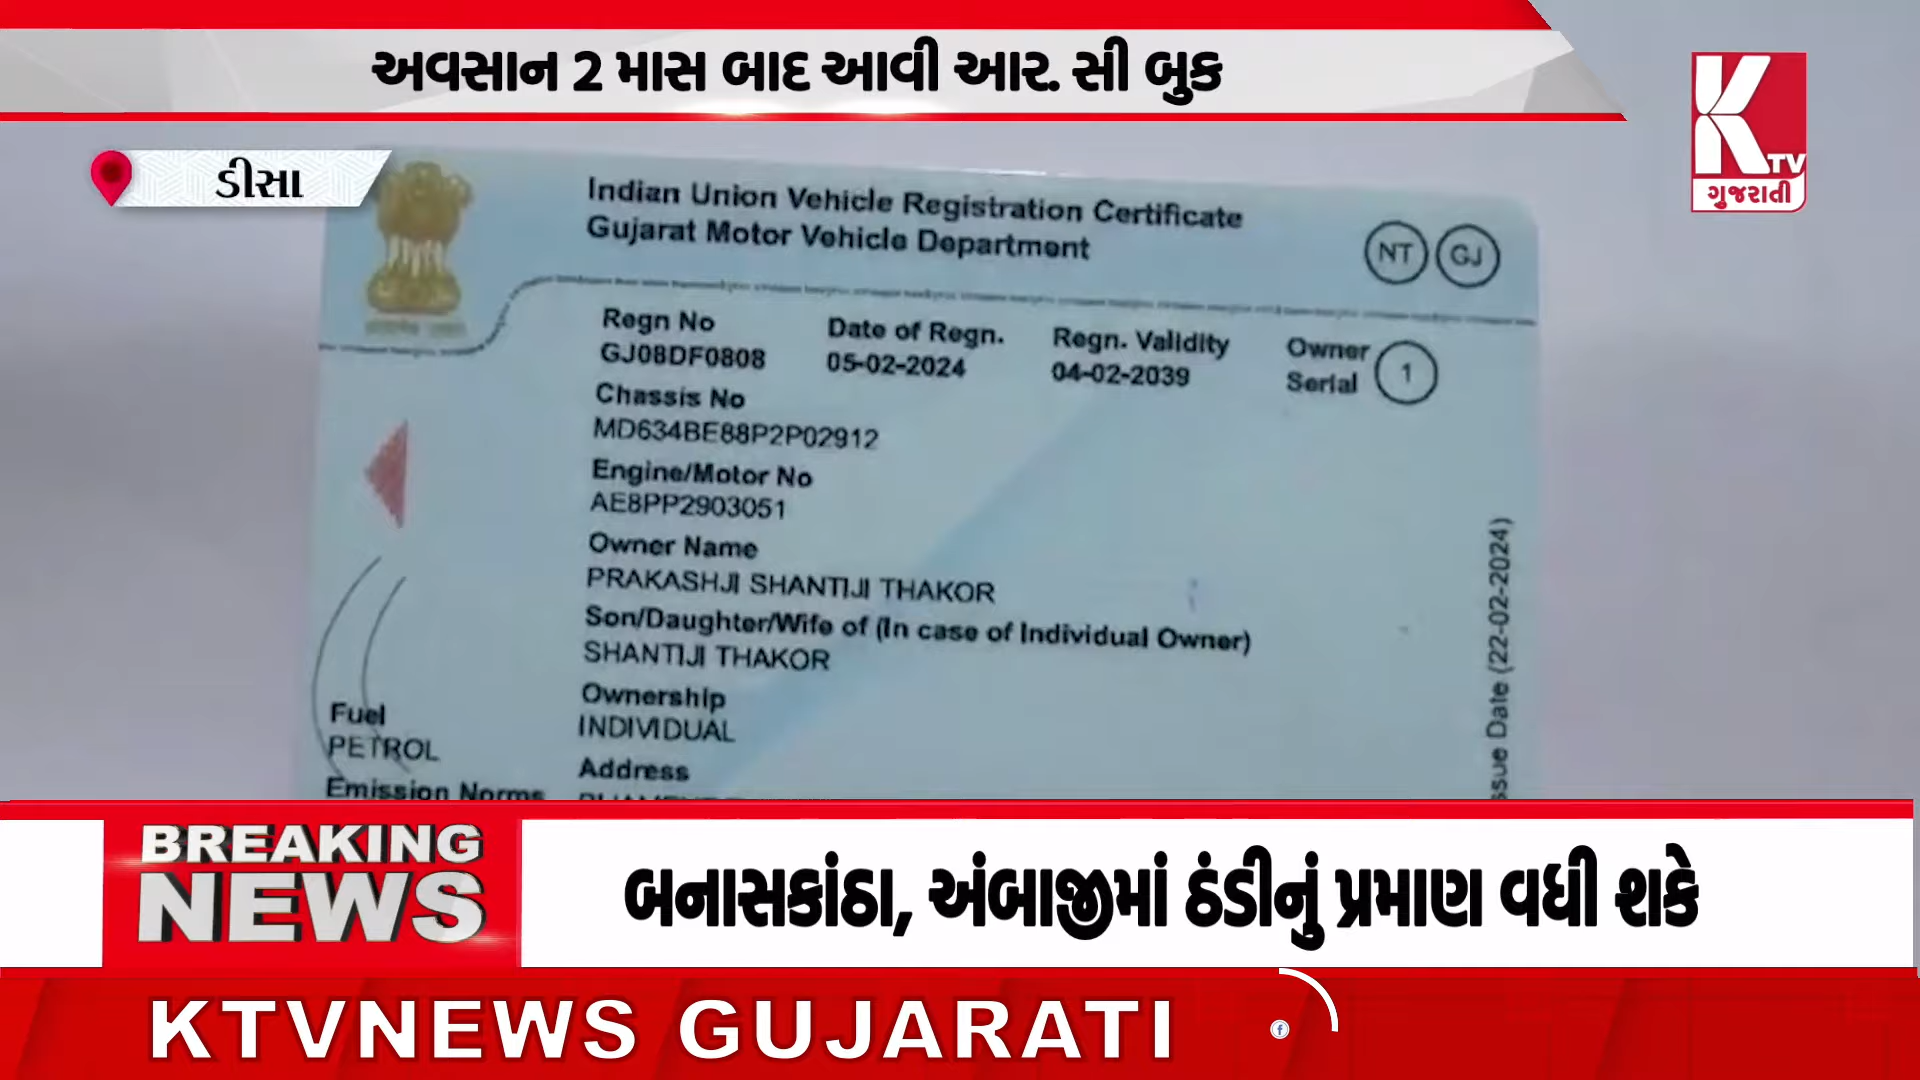 અવસાન 2 માસ બાદ આવી આર. સી બુક
K TV
ગુજરાતી
ડીસા
Indian Union Vehicle Registration Certificate
Gujarat Motor Vehicle Department
NT GJ
Regn No Date of Regn. Regn. Validity Owner Serial 1
GJ08DF0808 05-02-2024 04-02-2039
Chassis No
MD634BE88P2P02912
Engine/Motor No
AE8PP2903051
Owner Name
PRAKASHJI SHANTIJI THAKOR
Son/Daughter/Wife of (In case of Individual Owner)
SHANTIJI THAKOR
Ownership
INDIVIDUAL
Address
Fuel
PETROL
Emission Norms
Issue Date (22-02-2024)
BREAKING
NEWS
બનાસકાંઠા, અંબાજીમાં ઠંડીનું પ્રમાણ વધી શકે
KTVNEWS GUJARATI
f